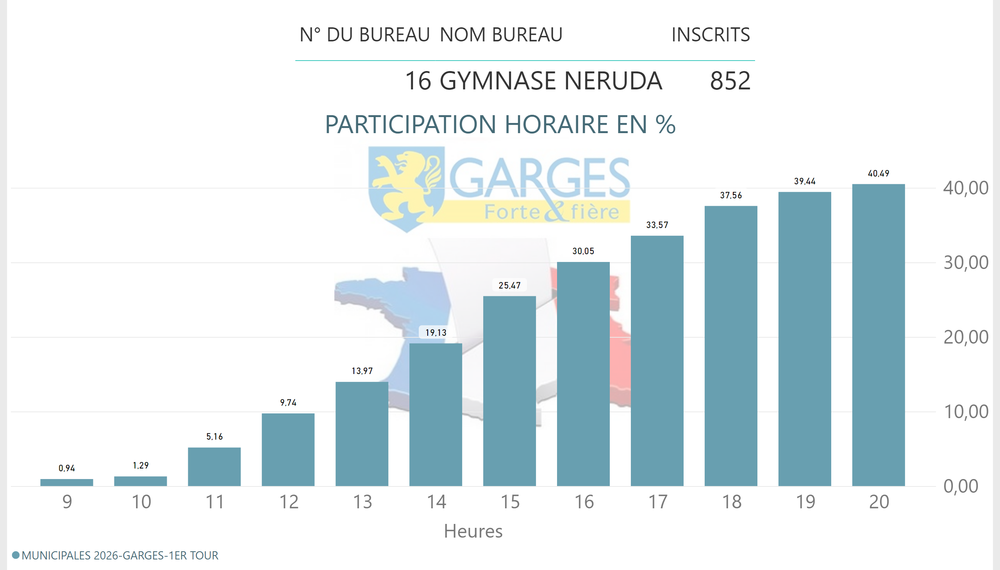 N° DU BUREAU NOM BUREAU INSCRITS
16 GYMNASE NERUDA 852
PARTICIPATION HORAIRE EN %
GARGES
Forte & fière
40,49
39,44
40,00
37,56
33,57
30,05
30,00
25,47
19,13
20,00
13,97
9,74
10,00
5,16
0,94
1,29
0,00
9 10 11 12 13 14 15 16 17 18 19 20
Heures
MUNICIPALES 2026-GARGES-1ER TOUR